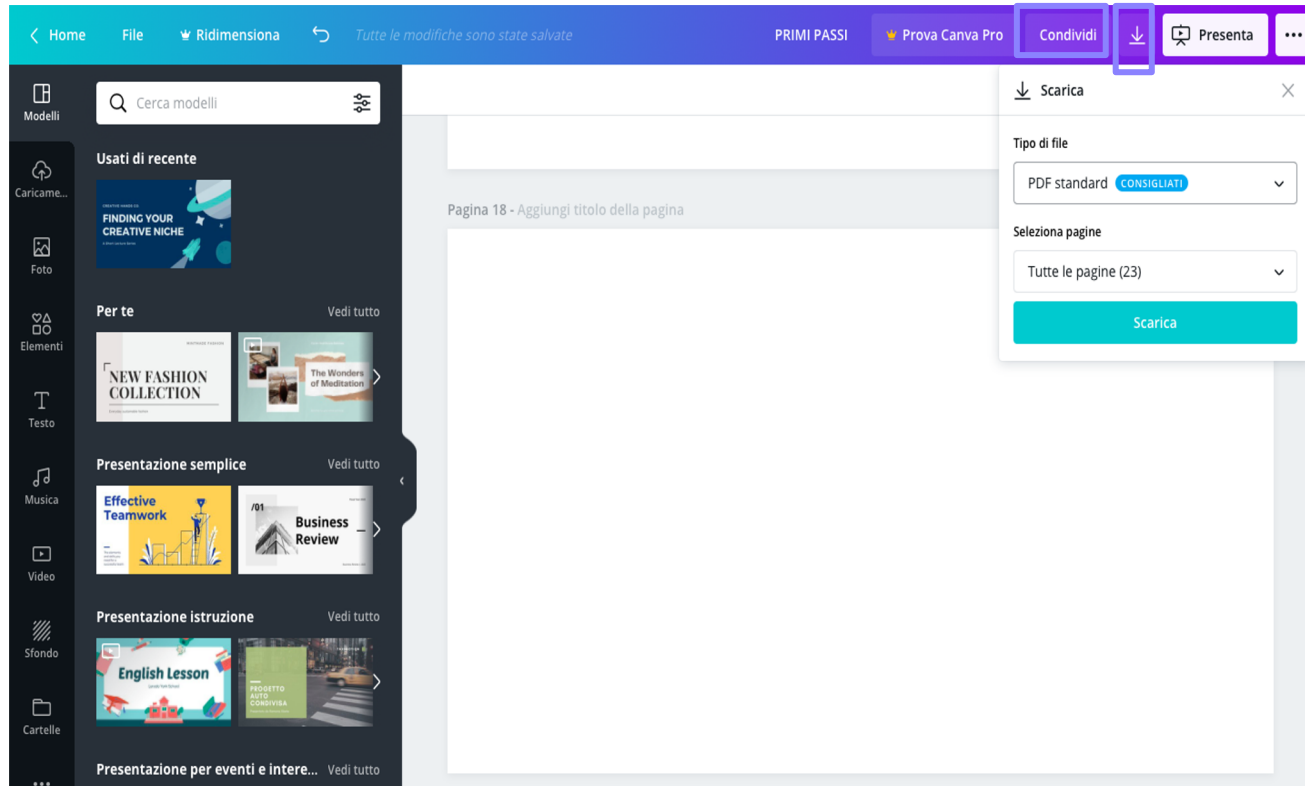 Home
File
Ridimensiona
Tutte le modifiche sono state salvate
PRIMI PASSI
Prova Canva Pro
Condividi
Presenta
Modelli
Caricame...
Foto
Elementi
Testo
Musica
Video
Sfondo
Cartelle
Cerca modelli
Usati di recente
FINDING YOUR
CREATIVE NICHE
Per te
Vedi tutto
NEW FASHION
COLLECTION
The Wonders
of Meditation
Presentazione semplice
Vedi tutto
Effective
Teamwork
/01
Business
Review
Presentazione istruzione
Vedi tutto
English Lesson
PROGETTO
AUTO
CONDIVISA
Presentazione per eventi e intere...
Vedi tutto
Pagina 18 - Aggiungi titolo della pagina
Scarica
Tipo di file
PDF standard CONSIGLIATI
Seleziona pagine
Tutte le pagine (23)
Scarica